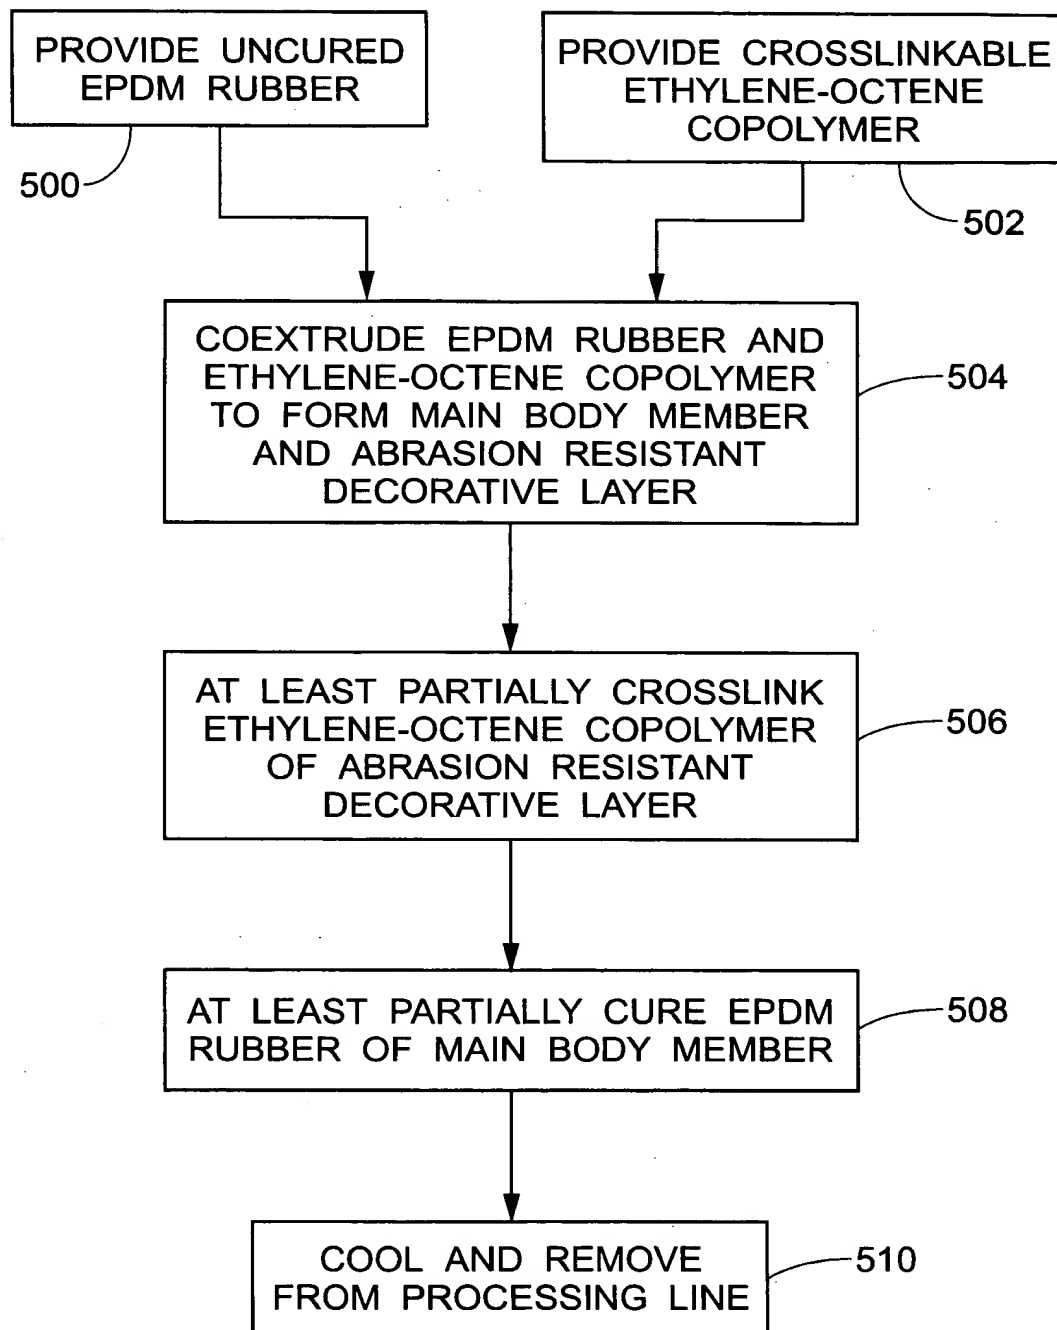 PROVIDE UNCURED
EPDM RUBBER
500
PROVIDE CROSSLINKABLE
ETHYLENE-OCTENE
COPOLYMER
502
COEXTRUDE EPDM RUBBER AND
ETHYLENE-OCTENE COPOLYMER
TO FORM MAIN BODY MEMBER
AND ABRASION RESISTANT
DECORATIVE LAYER
504
AT LEAST PARTIALLY CROSSLINK
ETHYLENE-OCTENE COPOLYMER
OF ABRASION RESISTANT
DECORATIVE LAYER
506
AT LEAST PARTIALLY CURE EPDM
RUBBER OF MAIN BODY MEMBER
508
COOL AND REMOVE
FROM PROCESSING LINE
510